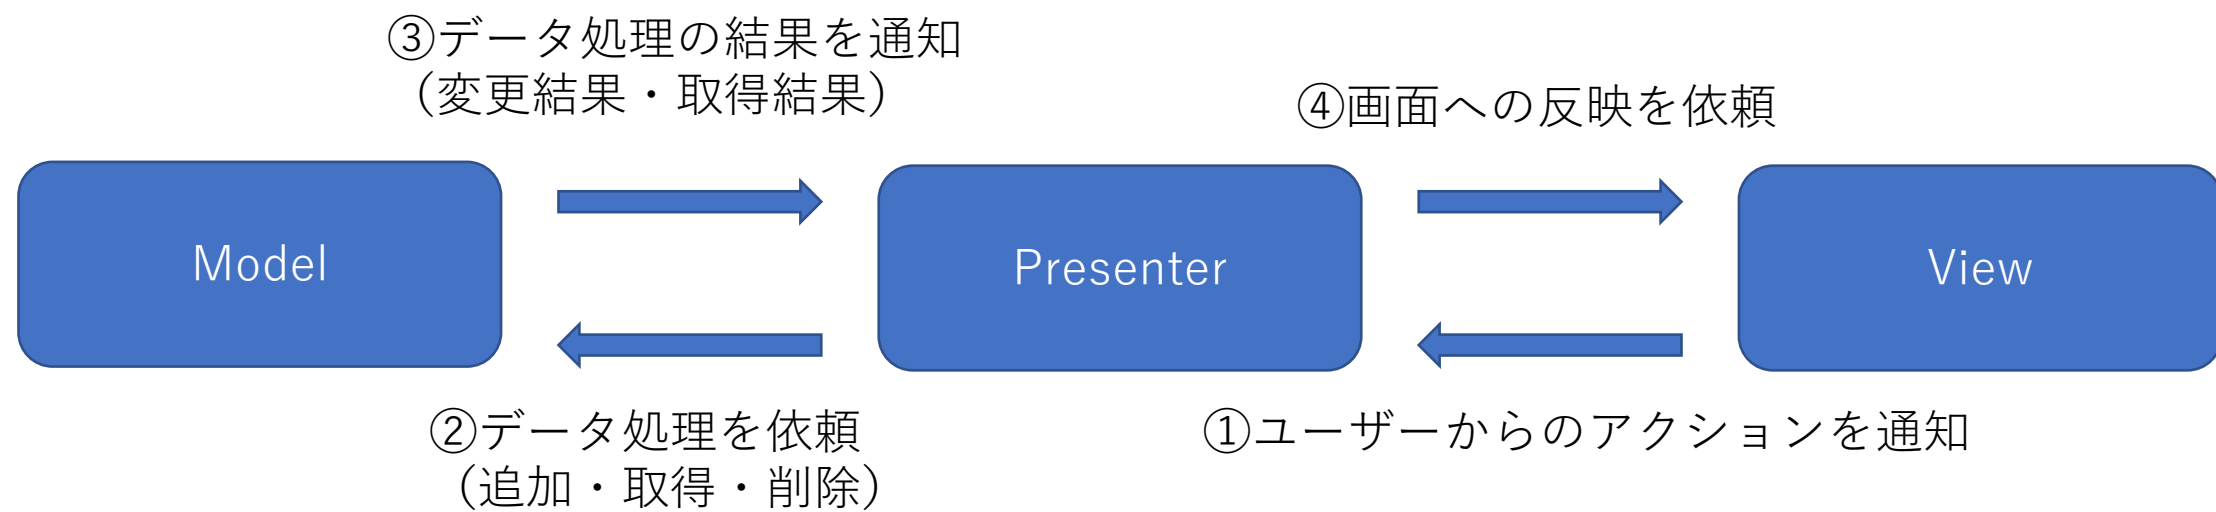 ③データ処理の結果を通知
（変更結果・取得結果）
④画面への反映を依頼
Model
Presenter
View
②データ処理を依頼
（追加・取得・削除）
①ユーザーからのアクションを通知